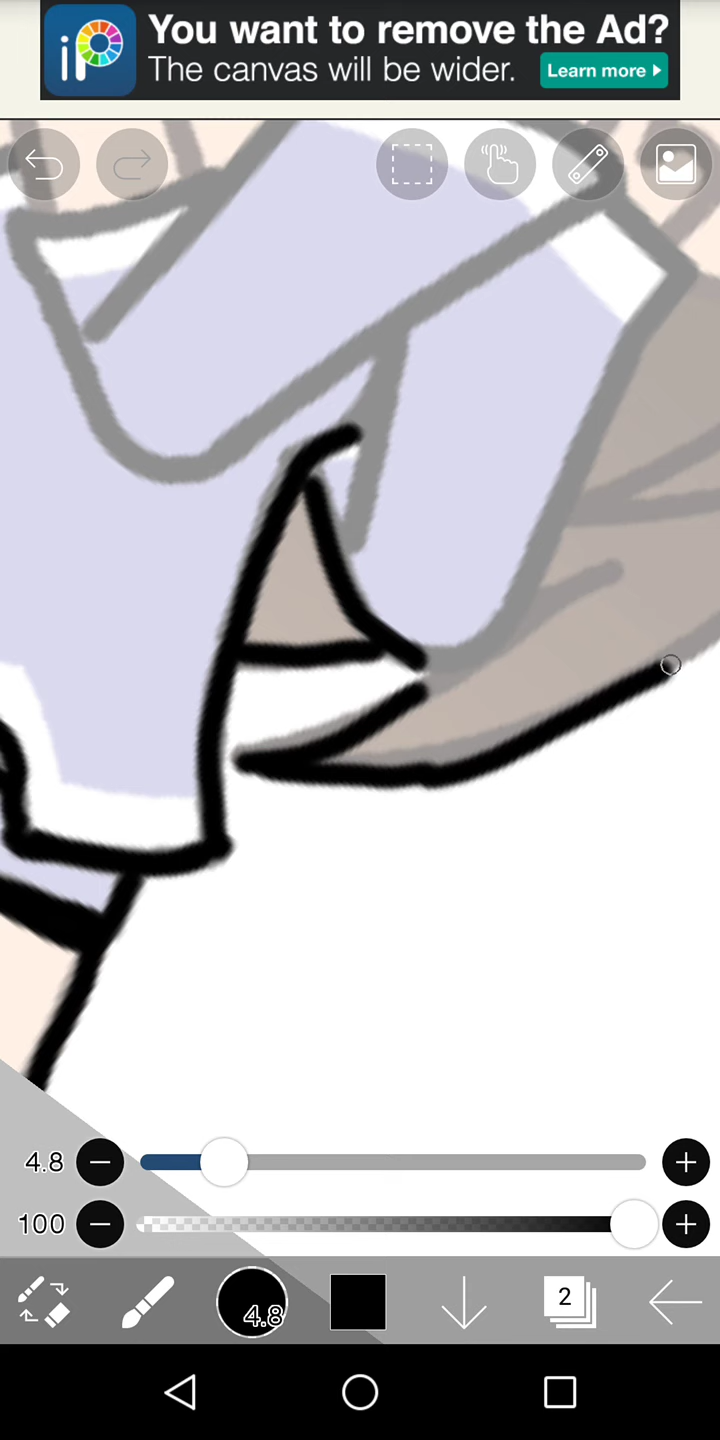 iP
You want to remove the Ad?
The canvas will be wider.
Learn more
4.8
100
4.8
2